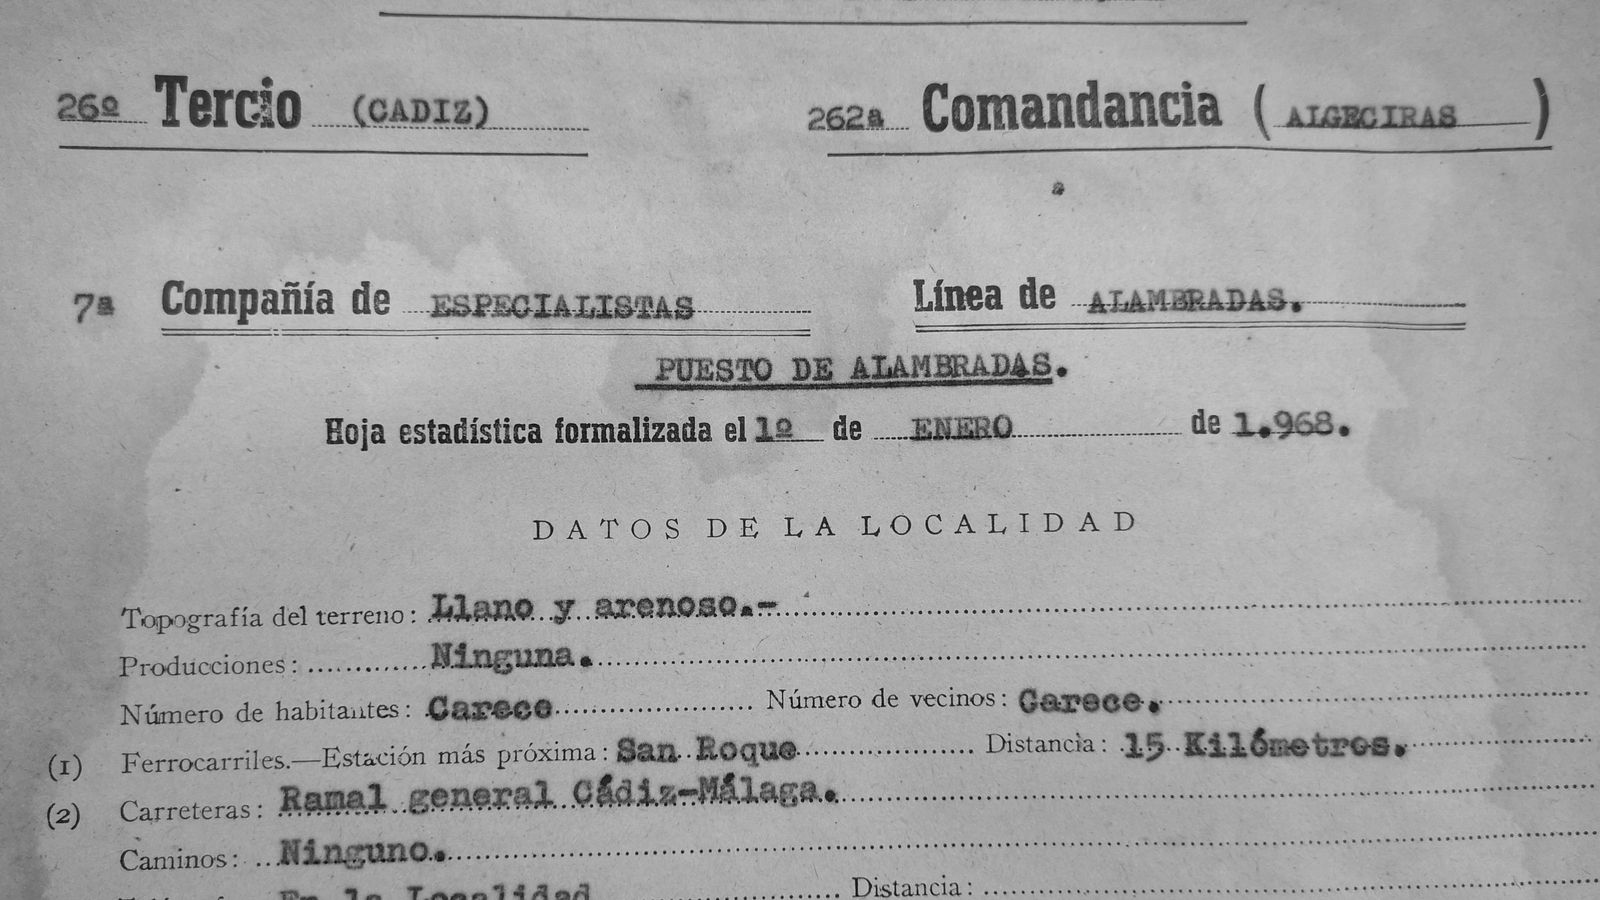 26º Tercio (CADIZ) 262ª Comandancia (ALGECIRAS)
7ª Compañía de ESPECIALISTAS Línea de ALAMBRADAS.
PUESTO DE ALAMBRADAS.
Hoja estadística formalizada el 1º de ENERO de 1.968.
DATOS DE LA LOCALIDAD
Topografía del terreno: Llano y arenoso.-
Producciones: Ninguna.
Número de habitantes: Carece Número de vecinos: Carece.
(1) Ferrocarriles.—Estación más próxima: San Roque Distancia: 15 Kilómetros.
(2) Carreteras: Ramal general Cádiz-Málaga.
Caminos: Ninguno.
En la Localidad Distancia: